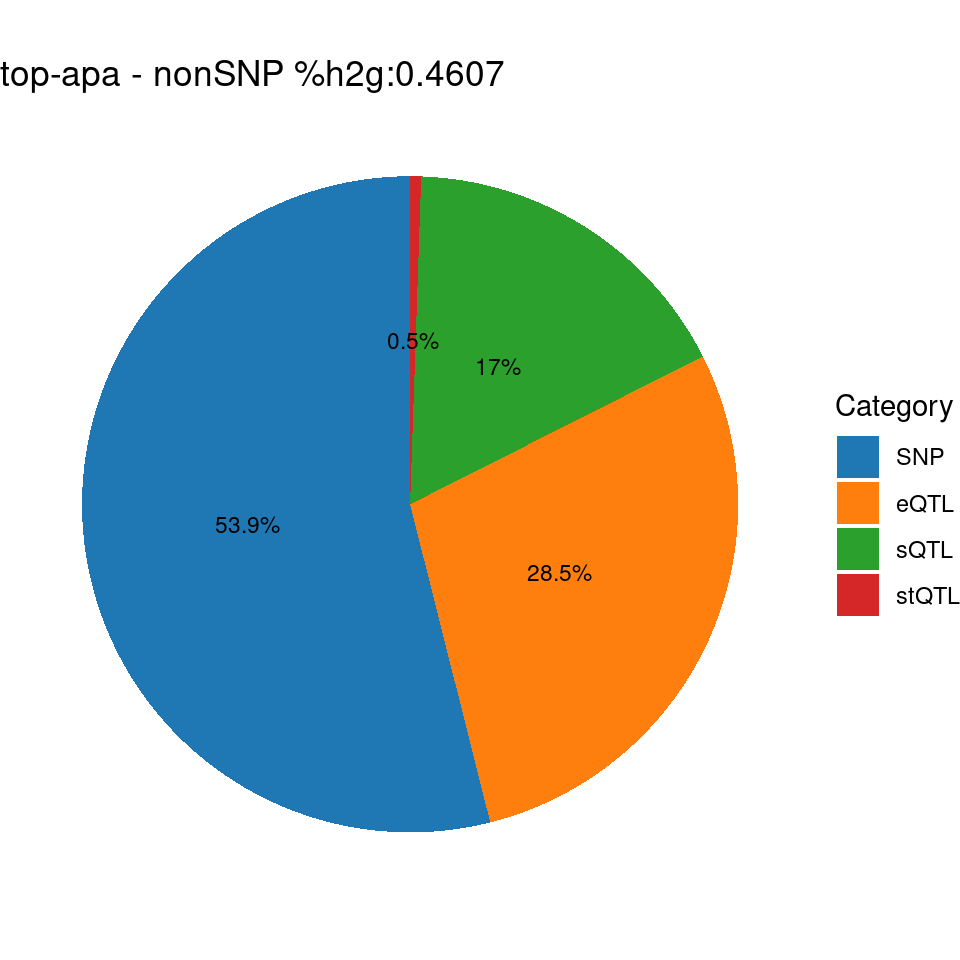 top-apa - nonSNP %h2g:0.4607
0.5%
17%
53.9%
28.5%
Category
SNP
eQTL
sQTL
stQTL